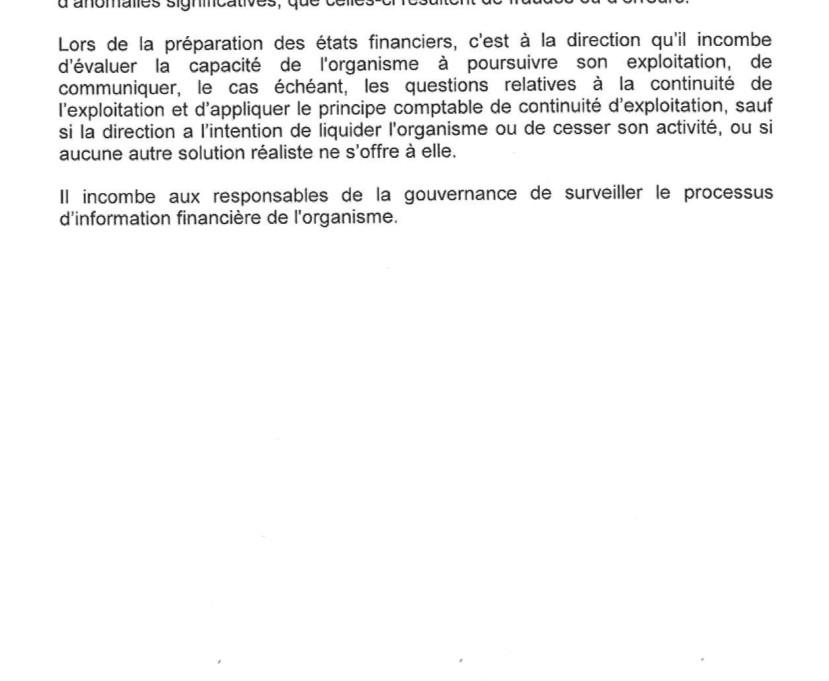 d'anomalies significatives, que celles-ci résultent de fraudes ou d'erreurs.
Lors de la préparation des états financiers, c'est à la direction qu'il incombe
d'évaluer la capacité de l'organisme à poursuivre son exploitation, de
communiquer, le cas échéant, les questions relatives à la continuité de
l'exploitation et d'appliquer le principe comptable de continuité d'exploitation, sauf
si la direction a l'intention de liquider l'organisme ou de cesser son activité, ou si
aucune autre solution réaliste ne s'offre à elle.
Il incombe aux responsables de la gouvernance de surveiller le processus
d'information financière de l'organisme.